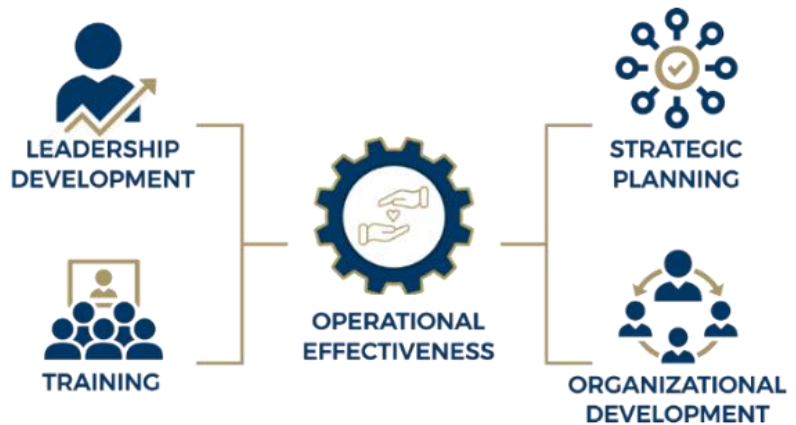 LEADERSHIP
DEVELOPMENT
TRAINING
OPERATIONAL
EFFECTIVENESS
STRATEGIC
PLANNING
ORGANIZATIONAL
DEVELOPMENT